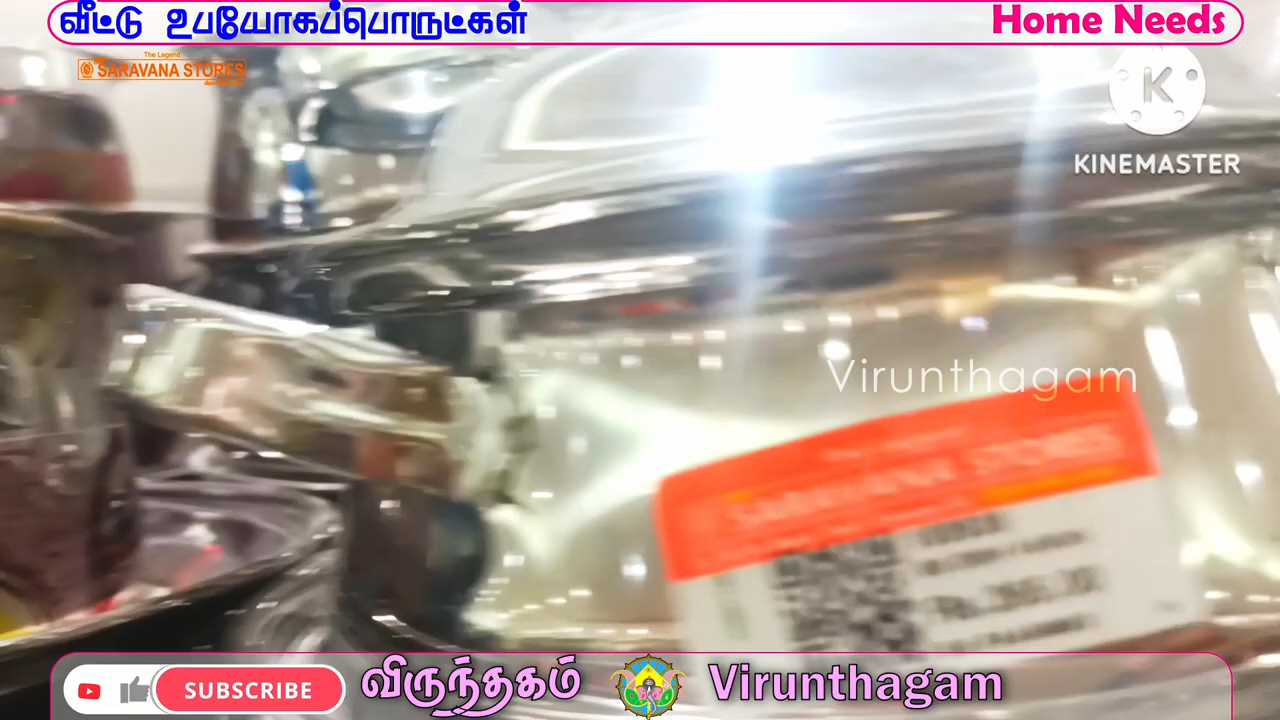 வீட்டு உபயோகப்பொருட்கள்
Home Needs
The Legend
SARAVANA STORES
K
KINEMASTER
Virunthagam
SARAVANA STORES
SUBSCRIBE
விருந்தகம்
Virunthagam